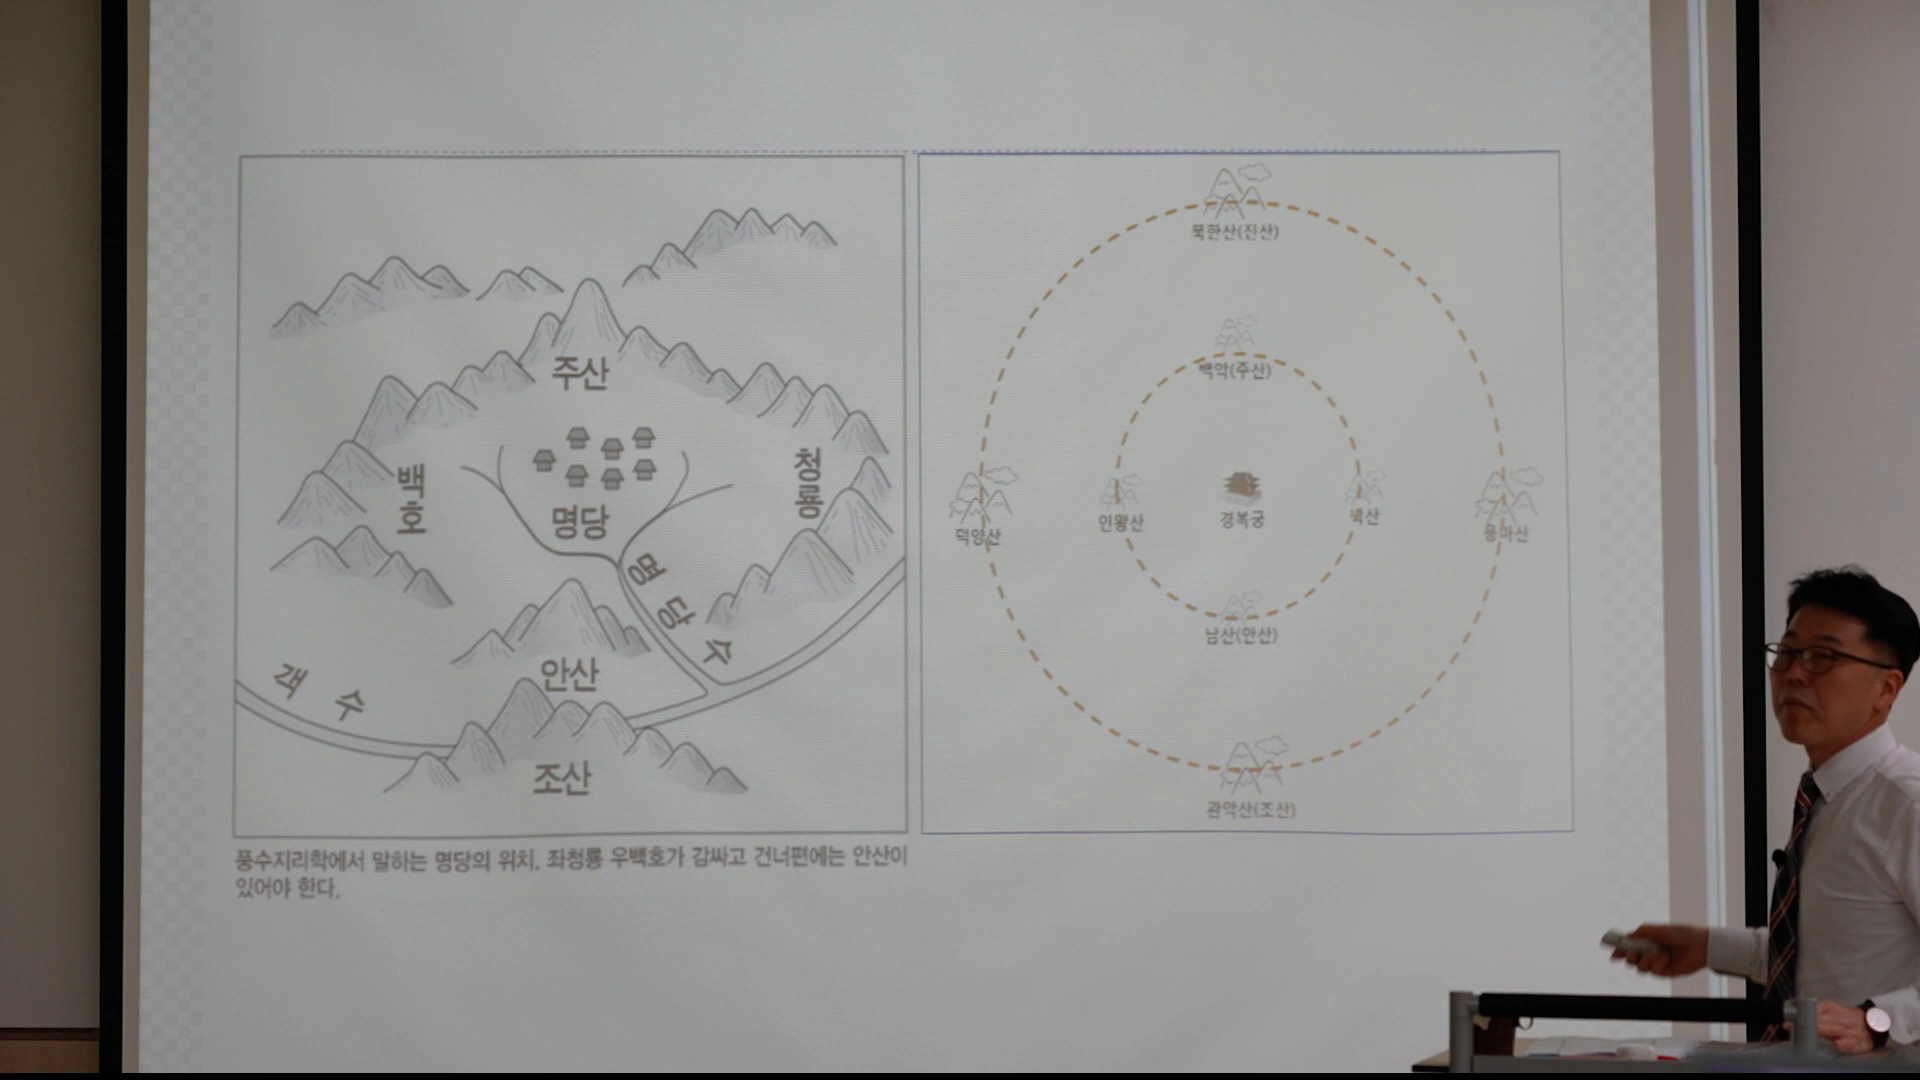 주산
백호
청룡
명당
명당수
안산
객수
조산
풍수지리학에서 말하는 명당의 위치. 좌청룡 우백호가 감싸고 건너편에는 안산이
있어야 한다.
북한산(진산)
백악(주산)
덕양산
인왕산
경복궁
용마산
남산(안산)
관악산(조산)